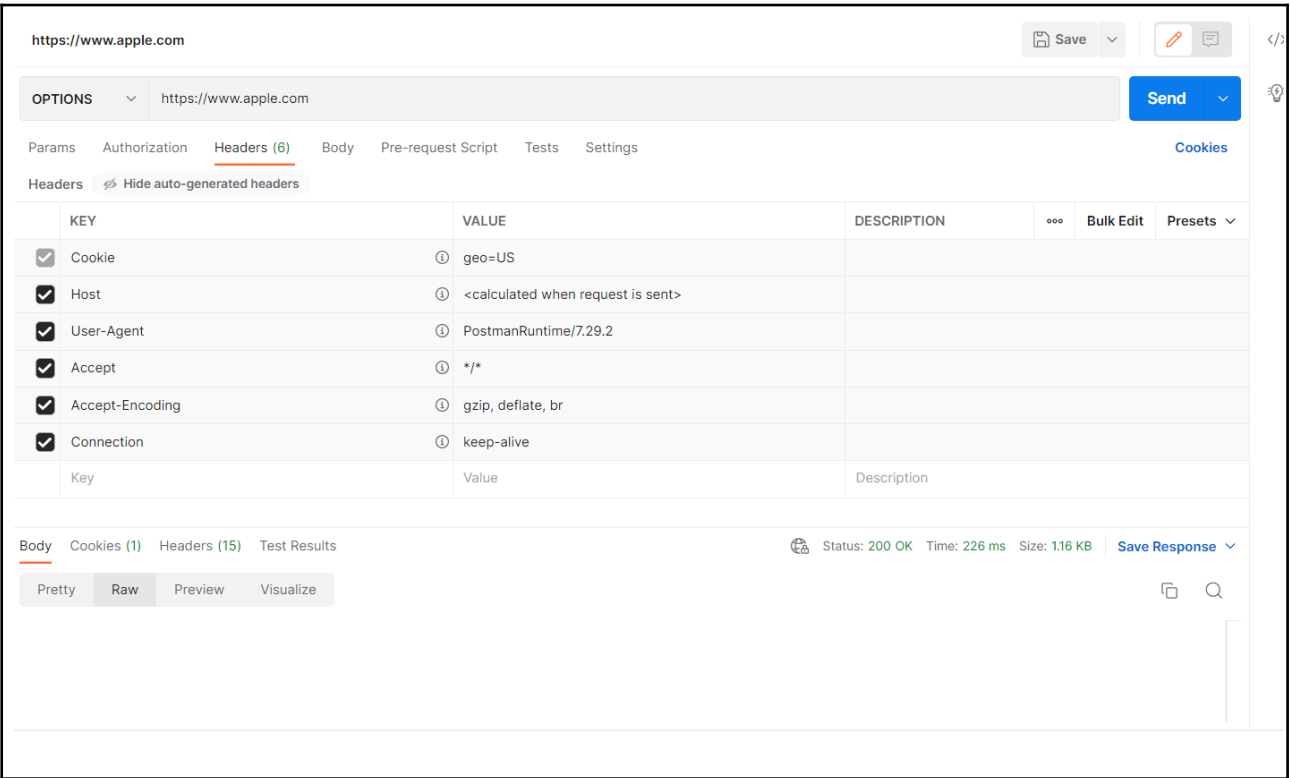 https://www.apple.com
Save
</>
OPTIONS https://www.apple.com Send
Params Authorization Headers (6) Body Pre-request Script Tests Settings Cookies
Headers Hide auto-generated headers
KEY VALUE DESCRIPTION ooo Bulk Edit Presets
Cookie geo=US
Host <calculated when request is sent>
User-Agent PostmanRuntime/7.29.2
Accept */*
Accept-Encoding gzip, deflate, br
Connection keep-alive
Key Value Description
Body Cookies (1) Headers (15) Test Results Status: 200 OK Time: 226 ms Size: 1.16 KB Save Response
Pretty Raw Preview Visualize